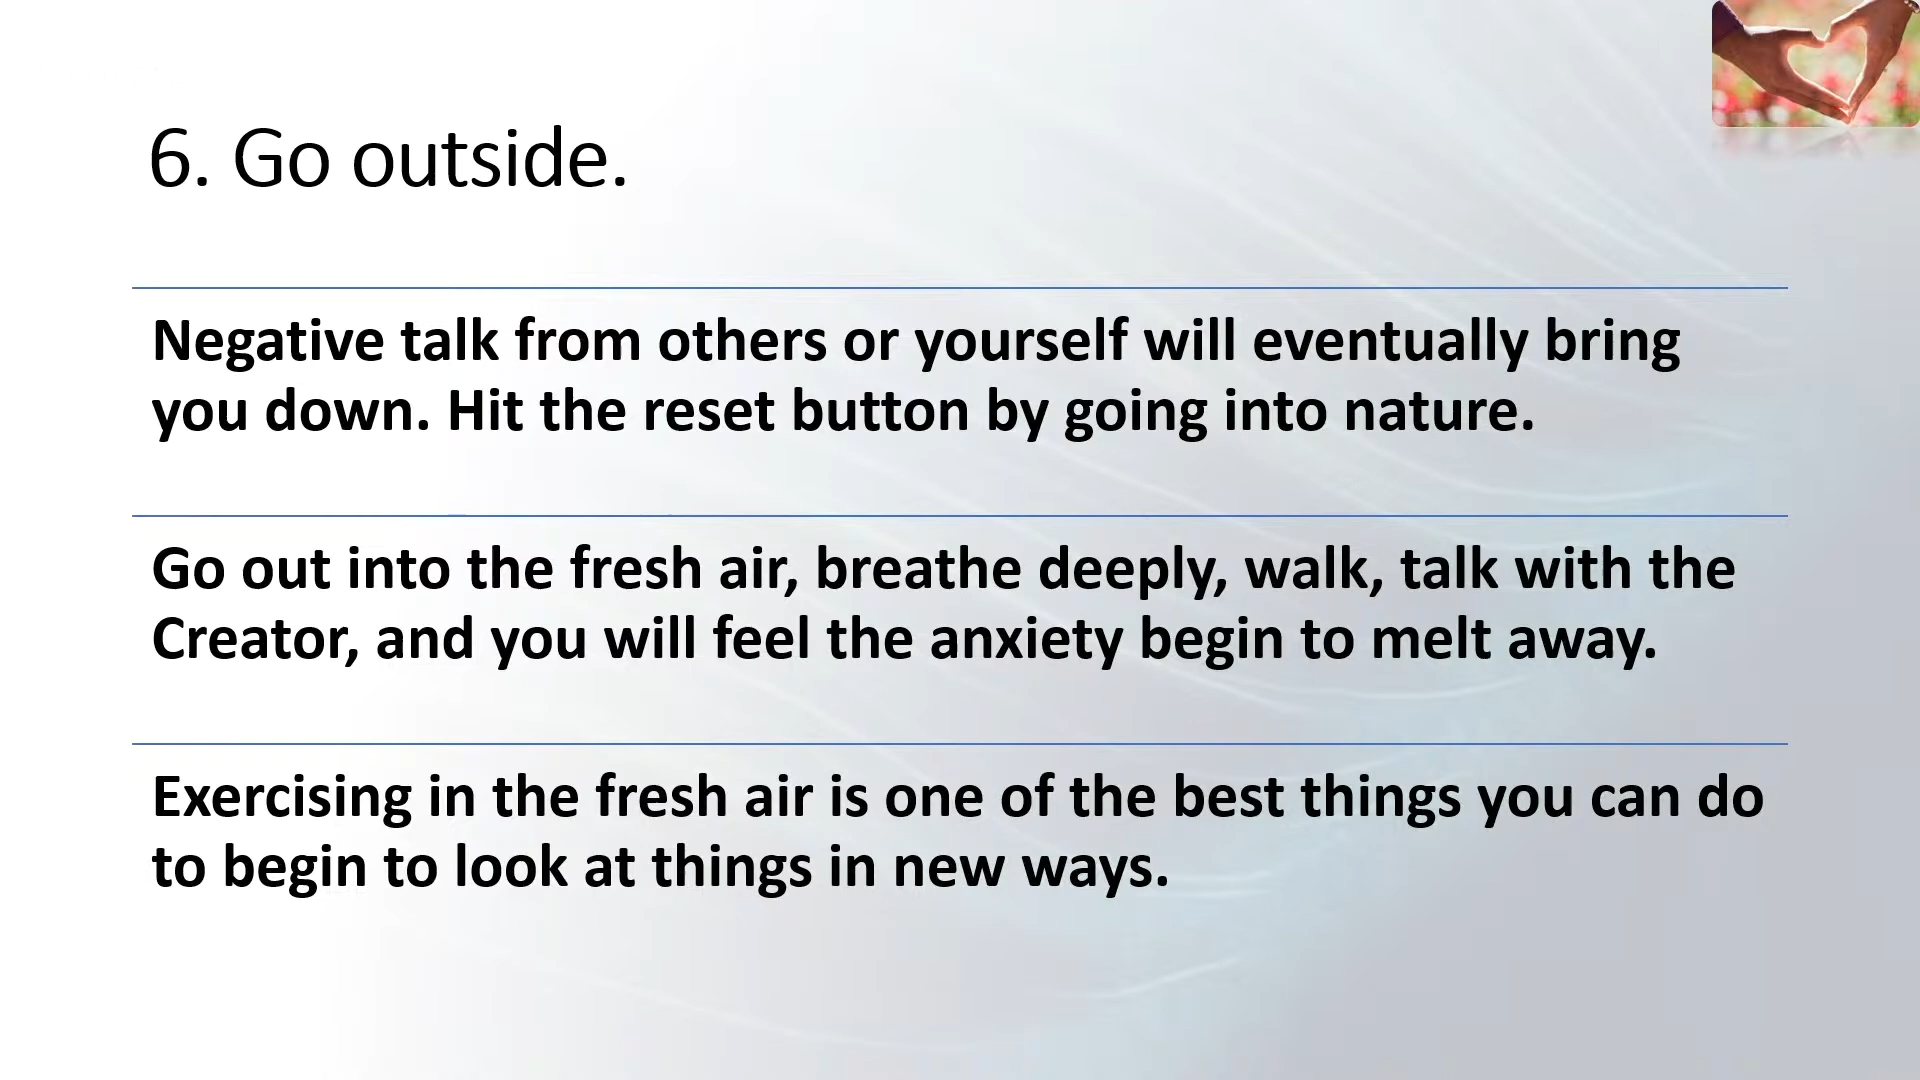 6. Go outside.
Negative talk from others or yourself will eventually bring
you down. Hit the reset button by going into nature.
Go out into the fresh air, breathe deeply, walk, talk with the
Creator, and you will feel the anxiety begin to melt away.
Exercising in the fresh air is one of the best things you can do
to begin to look at things in new ways.